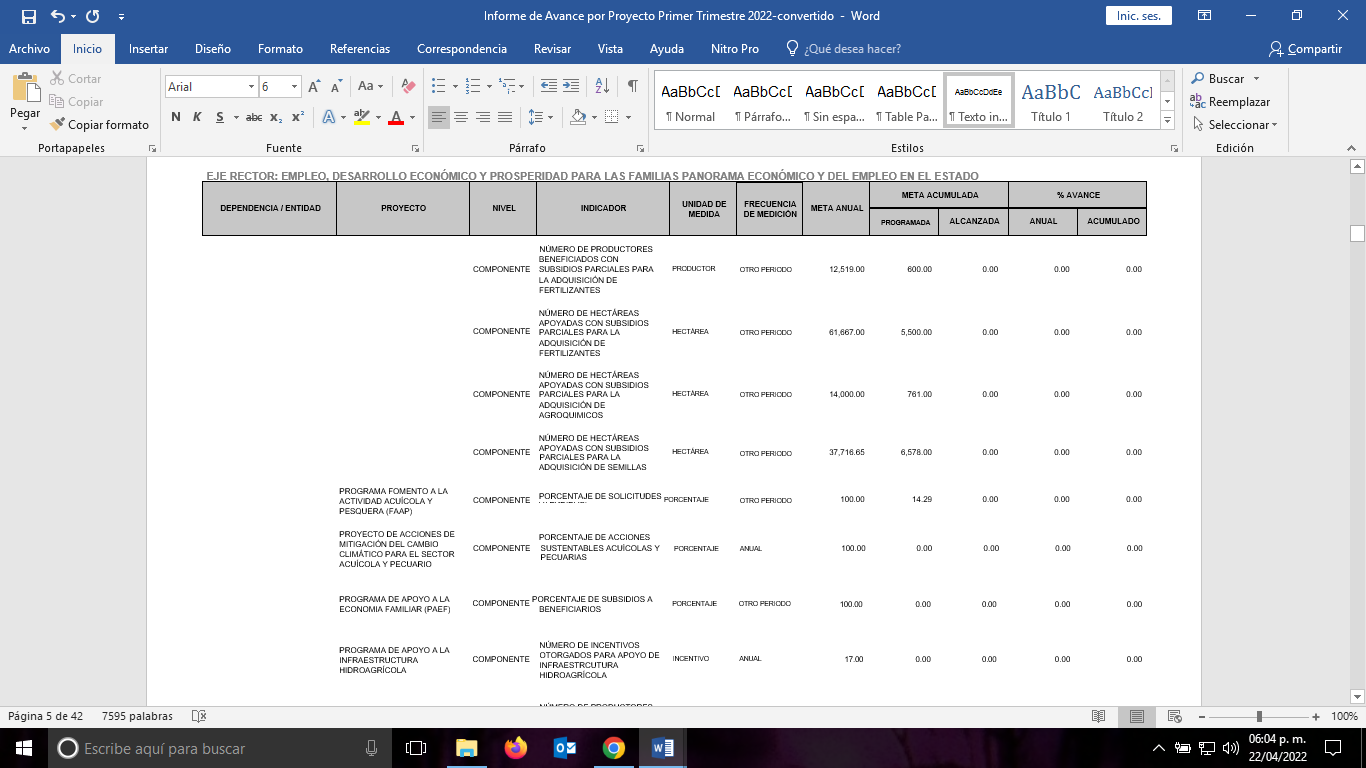 Informe de Avance por Proyecto Primer Trimestre 2022-convertido - Word
Inic. ses.
Archivo Inicio Insertar Diseño Formato Referencias Correspondencia Revisar Vista Ayuda Nitro Pro ¿Qué desea hacer? Compartir
Pegar
Cortar
Copiar
Copiar formato
Portapapeles
Arial 6
N K S abc x₂ x²
Fuente
Párrafo
AaBbCcI AaBbCcD AaBbCcD AaBbCcD AaBbCcDdEe AaBbC AaBbCcI
¶ Normal ¶ Párrafo... ¶ Sin espa... ¶ Table Pa... ¶ Texto in... Título 1 Título 2
Estilos
Buscar
Reemplazar
Seleccionar
Edición
EJE RECTOR: EMPLEO, DESARROLLO ECONÓMICO Y PROSPERIDAD PARA LAS FAMILIAS PANORAMA ECONÓMICO Y DEL EMPLEO EN EL ESTADO
DEPENDENCIA / ENTIDAD
PROYECTO
NIVEL
INDICADOR
UNIDAD DE
MEDIDA
FRECUENCIA
DE MEDICIÓN
META ANUAL
META ACUMULADA
PROGRAMADA ALCANZADA
% AVANCE
ANUAL ACUMULADO
COMPONENTE
NÚMERO DE PRODUCTORES
BENEFICIADOS CON
SUBSIDIOS PARCIALES PARA
LA ADQUISICIÓN DE
FERTILIZANTES
PRODUCTOR OTRO PERIODO 12,519.00 600.00 0.00 0.00 0.00
COMPONENTE
NÚMERO DE HECTÁREAS
APOYADAS CON SUBSIDIOS
PARCIALES PARA LA
ADQUISICIÓN DE
FERTILIZANTES
HECTÁREA OTRO PERIODO 61,667.00 5,500.00 0.00 0.00 0.00
COMPONENTE
NÚMERO DE HECTÁREAS
APOYADAS CON SUBSIDIOS
PARCIALES PARA LA
ADQUISICIÓN DE
AGROQUIMICOS
HECTÁREA OTRO PERIODO 14,000.00 761.00 0.00 0.00 0.00
COMPONENTE
NÚMERO DE HECTÁREAS
APOYADAS CON SUBSIDIOS
PARCIALES PARA LA
ADQUISICIÓN DE SEMILLAS
HECTÁREA OTRO PERIODO 37,716.65 6,578.00 0.00 0.00 0.00
PROGRAMA FOMENTO A LA
ACTIVIDAD ACUÍCOLA Y
PESQUERA (FAAP)
COMPONENTE
PORCENTAJE DE SOLICITUDES
PORCENTAJE OTRO PERIODO 100.00 14.29 0.00 0.00 0.00
PROYECTO DE ACCIONES DE
MITIGACIÓN DEL CAMBIO
CLIMÁTICO PARA EL SECTOR
ACUÍCOLA Y PECUARIO
COMPONENTE
PORCENTAJE DE ACCIONES
SUSTENTABLES ACUÍCOLAS Y
PECUARIAS
PORCENTAJE ANUAL 100.00 0.00 0.00 0.00 0.00
PROGRAMA DE APOYO A LA
ECONOMIA FAMILIAR (PAEF)
COMPONENTE
PORCENTAJE DE SUBSIDIOS A
BENEFICIARIOS
PORCENTAJE OTRO PERIODO 100.00 0.00 0.00 0.00 0.00
PROGRAMA DE APOYO A LA
INFRAESTRUCTURA
HIDROAGRÍCOLA
COMPONENTE
NÚMERO DE INCENTIVOS
OTORGADOS PARA APOYO DE
INFRAESTRCUTURA
HIDROAGRÍCOLA
INCENTIVO ANUAL 17.00 0.00 0.00 0.00 0.00
NÚMERO DE PRODUCTORES
Página 5 de 42 7595 palabras 100%
Escribe aquí para buscar
06:04 p. m.
22/04/2022